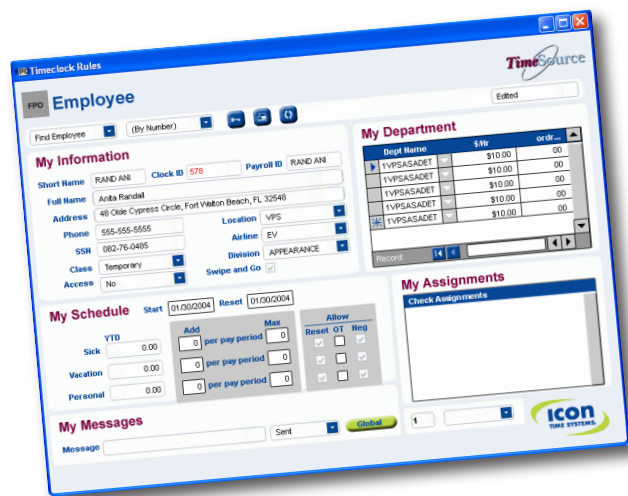 Timeclock Rules
TimeSource
FPO Employee
Edited
Find Employee (By Number)
My Information
Short Name RAND ANI Clock ID 578 Payroll ID RAND ANI
Full Name Anita Randall
Address 48 Olde Cypress Circle, Fort Walton Beach, FL 32548
Phone 555-555-5555 Location VPS
SSN 082-76-0485 Airline EV
Class Temporary Division APPEARANCE
Access No Swipe and Go
My Department
Dept Name $/Hr ordr...
1VPSASADET $10.00 00
1VPSASADET $10.00 00
1VPSASADET $10.00 00
1VPSASADET $10.00 00
1VPSASADET $10.00 00
Record:
My Schedule Start 01/30/2004 Reset 01/30/2004
YTD Add Max Allow
Reset OT Neg
Sick 0.00 0 per pay period 0
Vacation 0.00 0 per pay period 0
Personal 0.00 0 per pay period 0
My Assignments
Check Assignments
1
My Messages
Message Sent Global
icon
TIME SYSTEMS